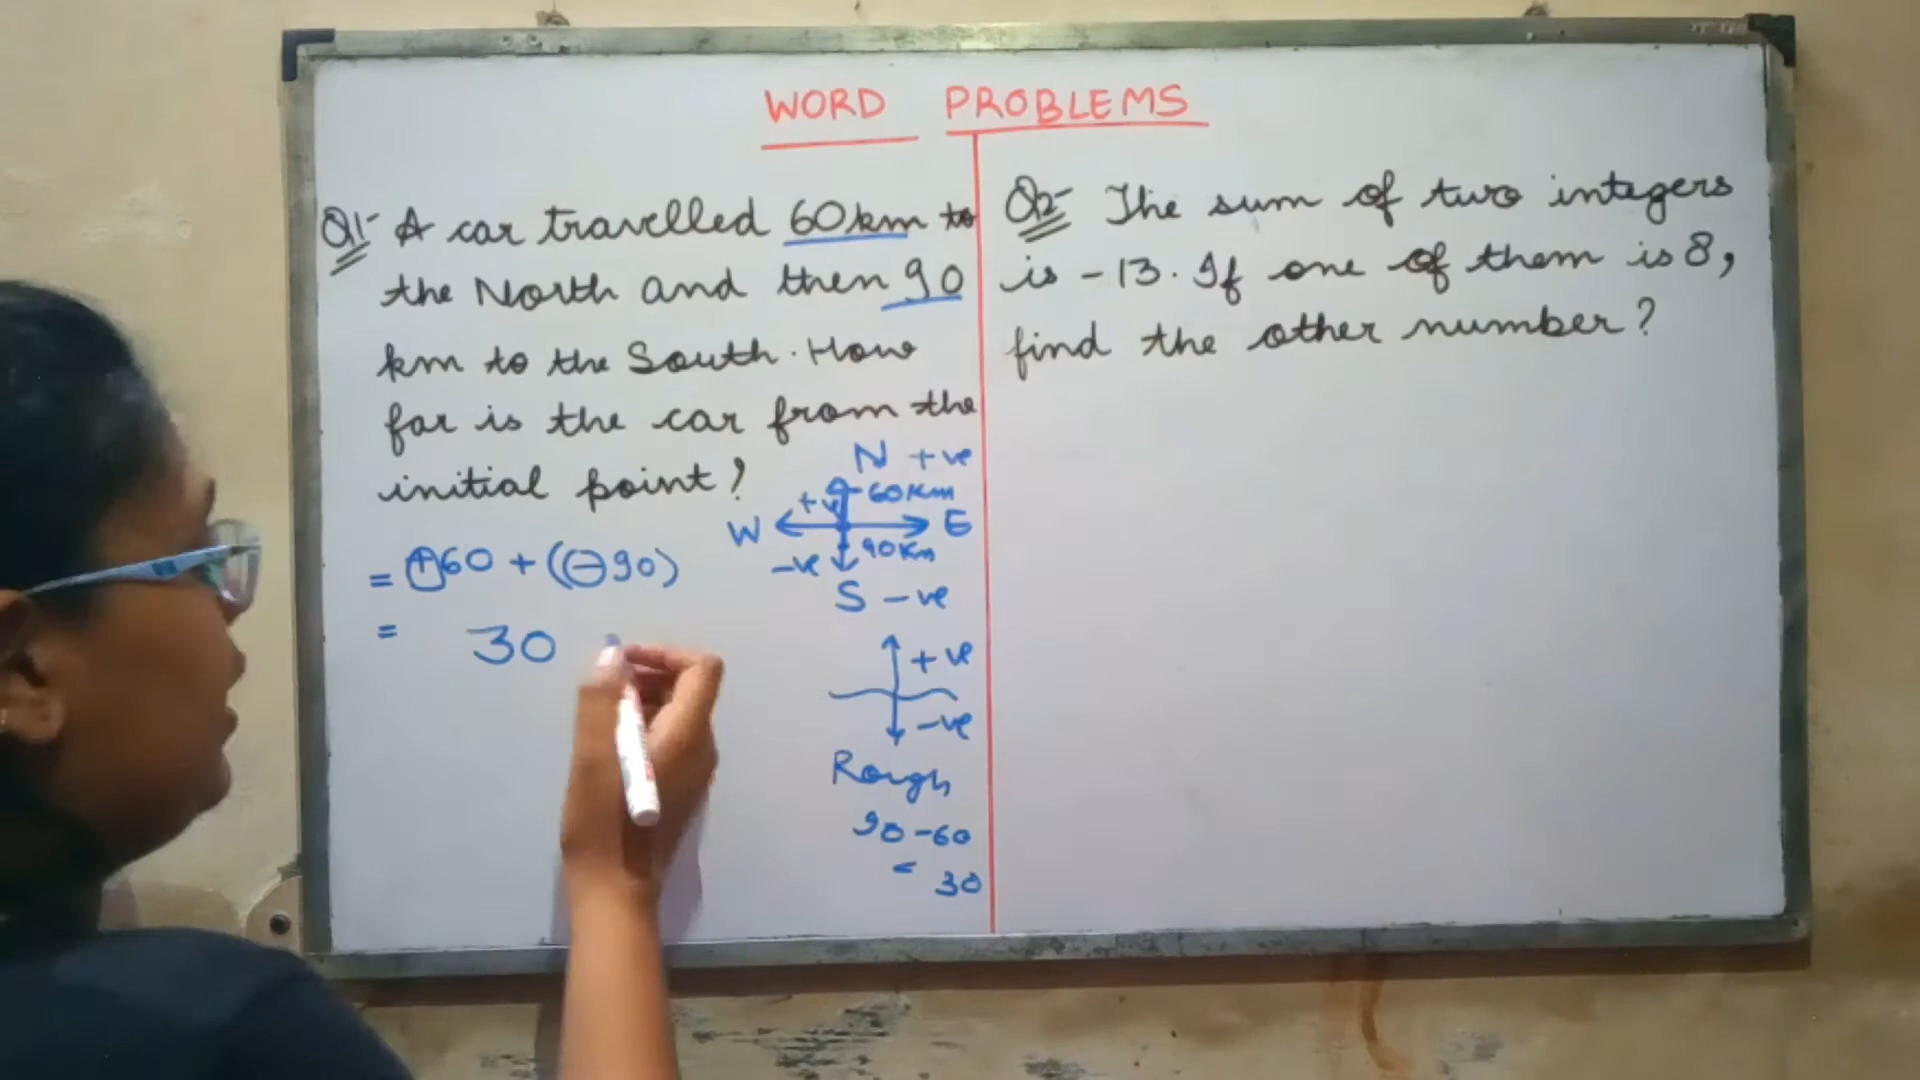 WORD PROBLEMS
Q1- A car travelled 60km to
the North and then 90
km to the South. How
far is the car from the
initial point?
N +ve
60km
+v
W E
90km
-ve
S -ve
= +60 + (-90)
= 30
+ve
-ve
Rough
90-60
= 30
Q2- The sum of two integers
is -13. If one of them is 8,
find the other number?